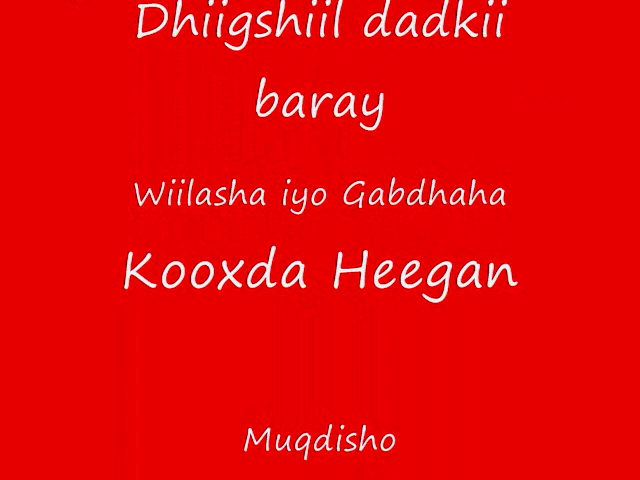 Dhiigshiil dadkii
baray
Wiilasha iyo Gabdhaha
Kooxda Heegan
Muqdisho